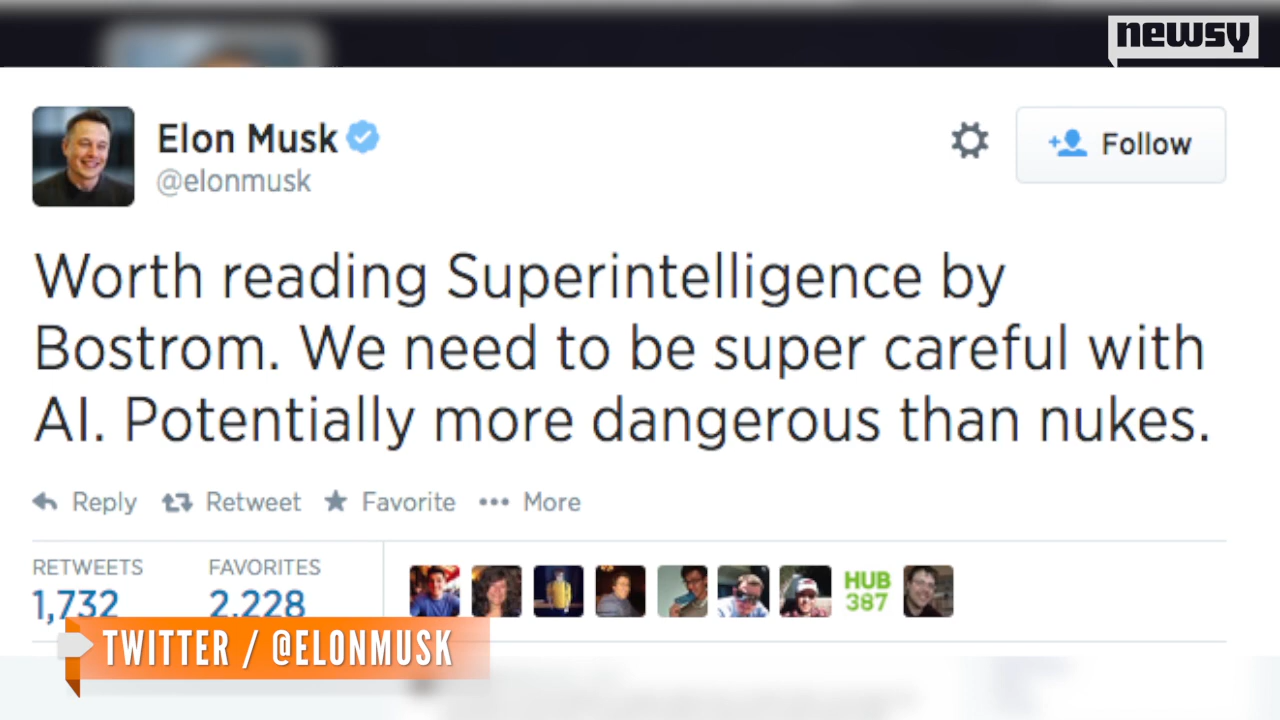 newsy
Elon Musk
@elonmusk
Follow
Worth reading Superintelligence by
Bostrom. We need to be super careful with
AI. Potentially more dangerous than nukes.
Reply Retweet Favorite More
RETWEETS FAVORITES
1,732 2,228
HUB
387
TWITTER / @ELONMUSK